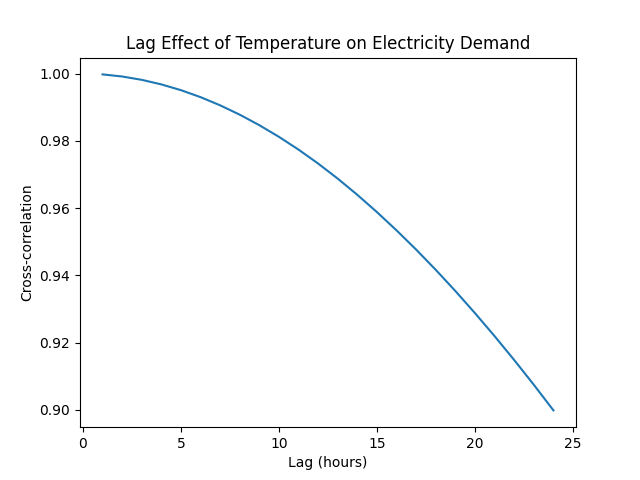 Lag Effect of Temperature on Electricity Demand
1.00
0.98
0.96
0.94
0.92
0.90
Cross-correlation
0 5 10 15 20 25
Lag (hours)